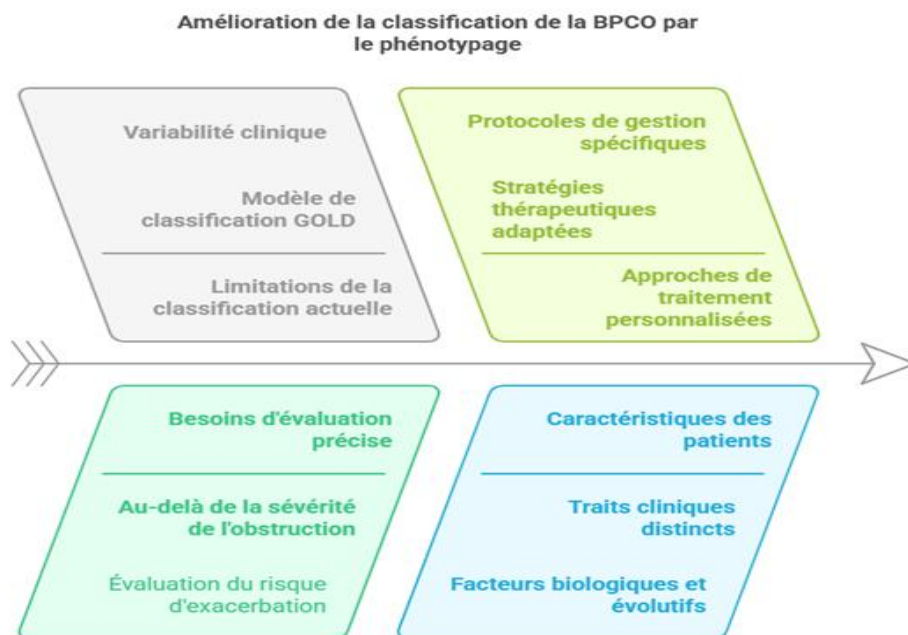 Amélioration de la classification de la BPCO par
le phénotypage
Variabilité clinique
Modèle de
classification GOLD
Limitations de la
classification actuelle
Protocoles de gestion
spécifiques
Stratégies
thérapeutiques
adaptées
Approches de
traitement
personnalisées
Besoins d'évaluation
précise
Au-delà de la sévérité
de l'obstruction
Évaluation du risque
d'exacerbation
Caractéristiques des
patients
Traits cliniques
distincts
Facteurs biologiques et
évolutifs